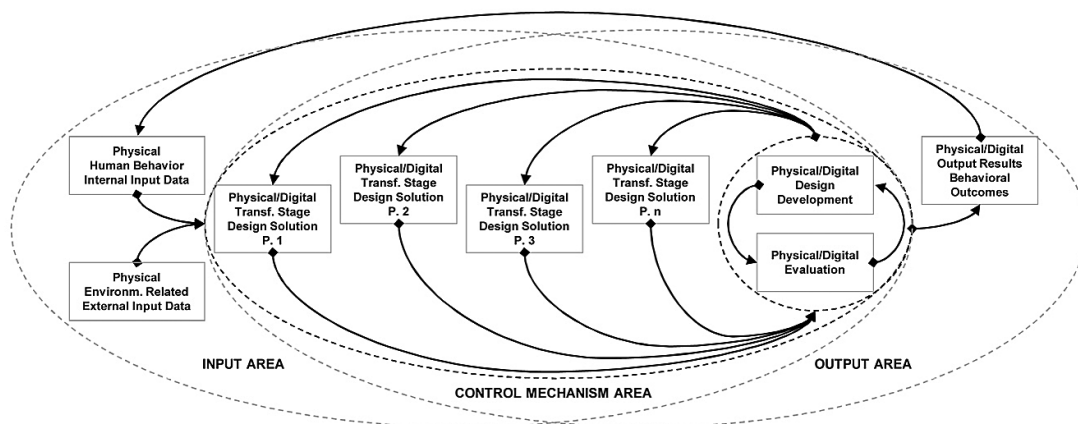 Physical
Human Behavior
Internal Input Data
Physical
Environm. Related
External Input Data
Physical/Digital
Transf. Stage
Design Solution
P. 1
Physical/Digital
Transf. Stage
Design Solution
P. 2
Physical/Digital
Transf. Stage
Design Solution
P. 3
Physical/Digital
Transf. Stage
Design Solution
P. n
Physical/Digital
Design
Development
Physical/Digital
Evaluation
Physical/Digital
Output Results
Behavioral
Outcomes
INPUT AREA
CONTROL MECHANISM AREA
OUTPUT AREA